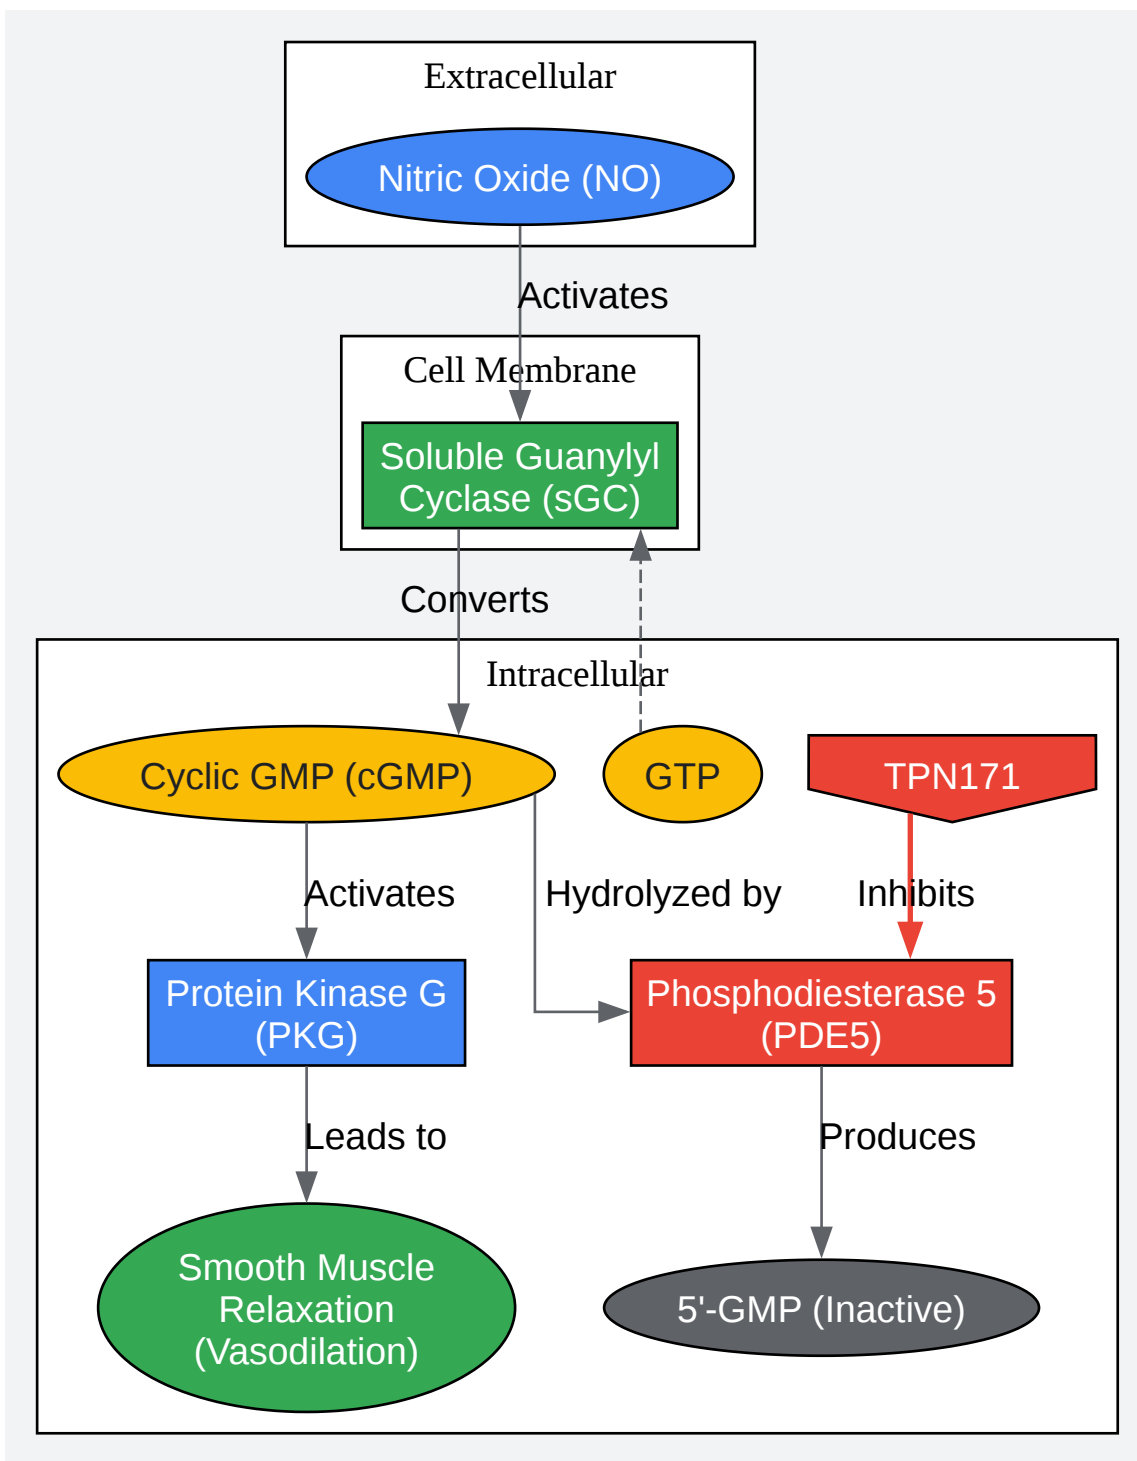 Extracellular
Nitric Oxide (NO)
Activates
Cell Membrane
Soluble Guanylyl
Cyclase (sGC)
Converts
Intracellular
Cyclic GMP (cGMP)
GTP
TPN171
Activates
Hydrolyzed by
Inhibits
Protein Kinase G
(PKG)
Phosphodiesterase 5
(PDE5)
Leads to
Produces
Smooth Muscle
Relaxation
(Vasodilation)
5'-GMP (Inactive)